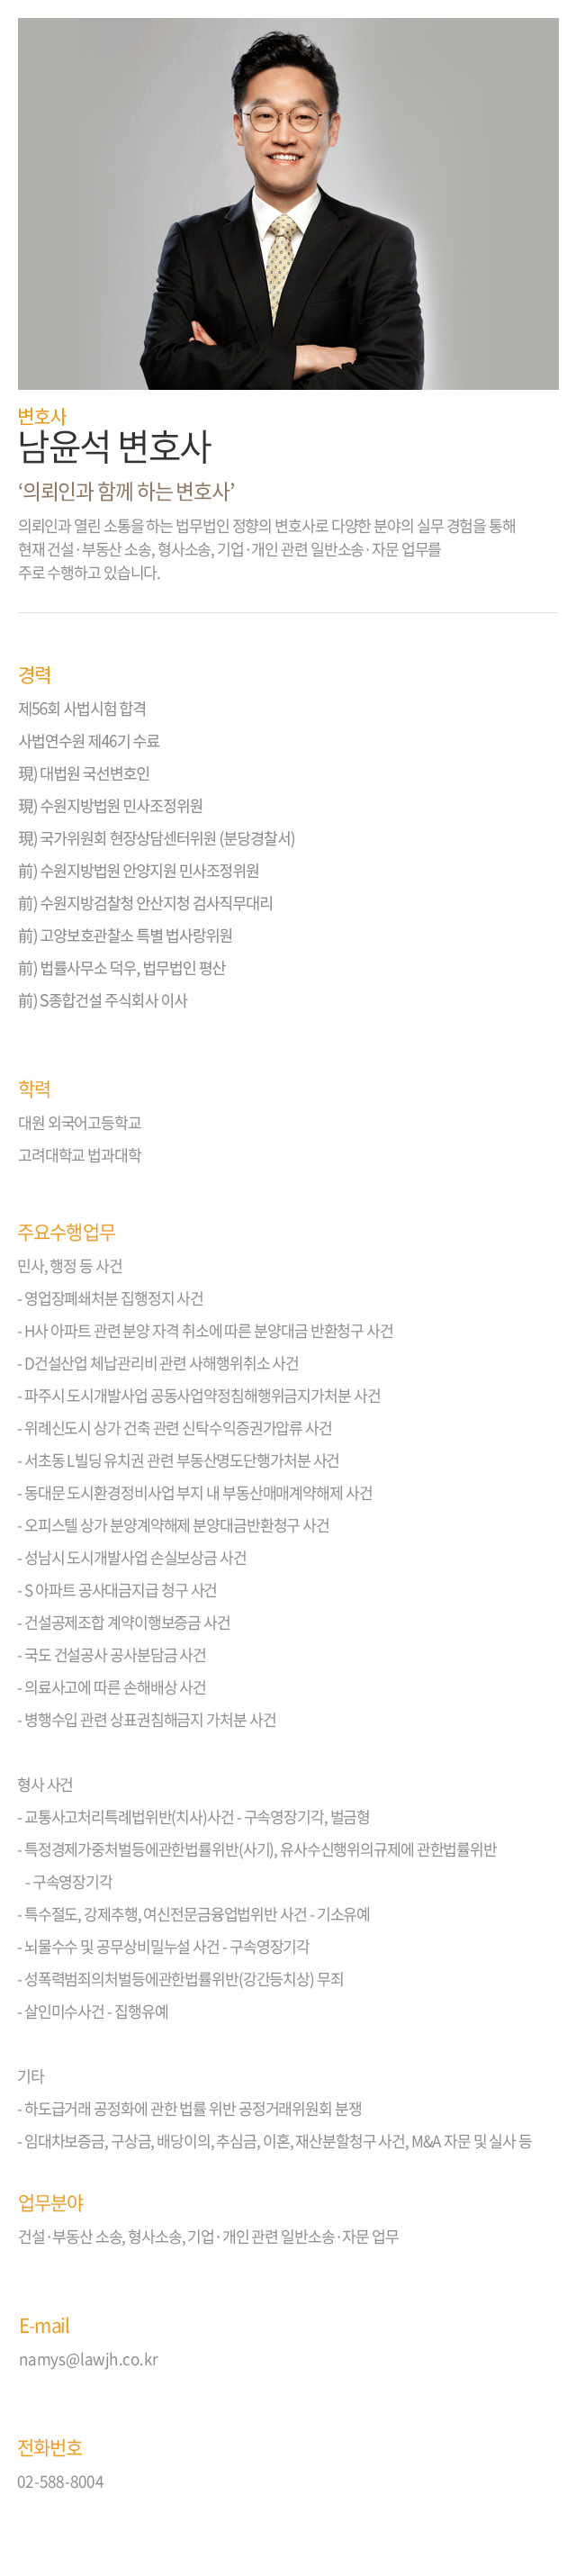 변호사
남윤석 변호사
‘의뢰인과 함께 하는 변호사’
의뢰인과 열린 소통을 하는 법무법인 정향의 변호사로 다양한 분야의 실무 경험을 통해
현재 건설·부동산 소송, 형사소송, 기업·개인 관련 일반소송·자문 업무를
주로 수행하고 있습니다.
경력
제56회 사법시험 합격
사법연수원 제46기 수료
現) 대법원 국선변호인
現) 수원지방법원 민사조정위원
現) 국가위원회 현장상담센터위원 (분당경찰서)
前) 수원지방법원 안양지원 민사조정위원
前) 수원지방검찰청 안산지청 검사직무대리
前) 고양보호관찰소 특별 법사랑위원
前) 법률사무소 덕우, 법무법인 평산
前) S종합건설 주식회사 이사
학력
대원 외국어고등학교
고려대학교 법과대학
주요수행업무
민사, 행정 등 사건
- 영업장폐쇄처분 집행정지 사건
- H사 아파트 관련 분양 자격 취소에 따른 분양대금 반환청구 사건
- D건설산업 체납관리비 관련 사해행위취소 사건
- 파주시 도시개발사업 공동사업약정침해행위금지가처분 사건
- 위례신도시 상가 건축 관련 신탁수익증권가압류 사건
- 서초동 L빌딩 유치권 관련 부동산명도단행가처분 사건
- 동대문 도시환경정비사업 부지 내 부동산매매계약해제 사건
- 오피스텔 상가 분양계약해제 분양대금반환청구 사건
- 성남시 도시개발사업 손실보상금 사건
- S 아파트 공사대금지급 청구 사건
- 건설공제조합 계약이행보증금 사건
- 국도 건설공사 공사분담금 사건
- 의료사고에 따른 손해배상 사건
- 병행수입 관련 상표권침해금지 가처분 사건
형사 사건
- 교통사고처리특례법위반(치사)사건 - 구속영장기각, 벌금형
- 특정경제가중처벌등에관한법률위반(사기), 유사수신행위의규제에 관한법률위반
- 구속영장기각
- 특수절도, 강제추행, 여신전문금융업법위반 사건 - 기소유예
- 뇌물수수 및 공무상비밀누설 사건 - 구속영장기각
- 성폭력범죄의처벌등에관한법률위반(강간등치상) 무죄
- 살인미수사건 - 집행유예
기타
- 하도급거래 공정화에 관한 법률 위반 공정거래위원회 분쟁
- 임대차보증금, 구상금, 배당이의, 추심금, 이혼, 재산분할청구 사건, M&A 자문 및 실사 등
업무분야
건설·부동산 소송, 형사소송, 기업·개인 관련 일반소송·자문 업무
E-mail
namys@lawjh.co.kr
전화번호
02-588-8004